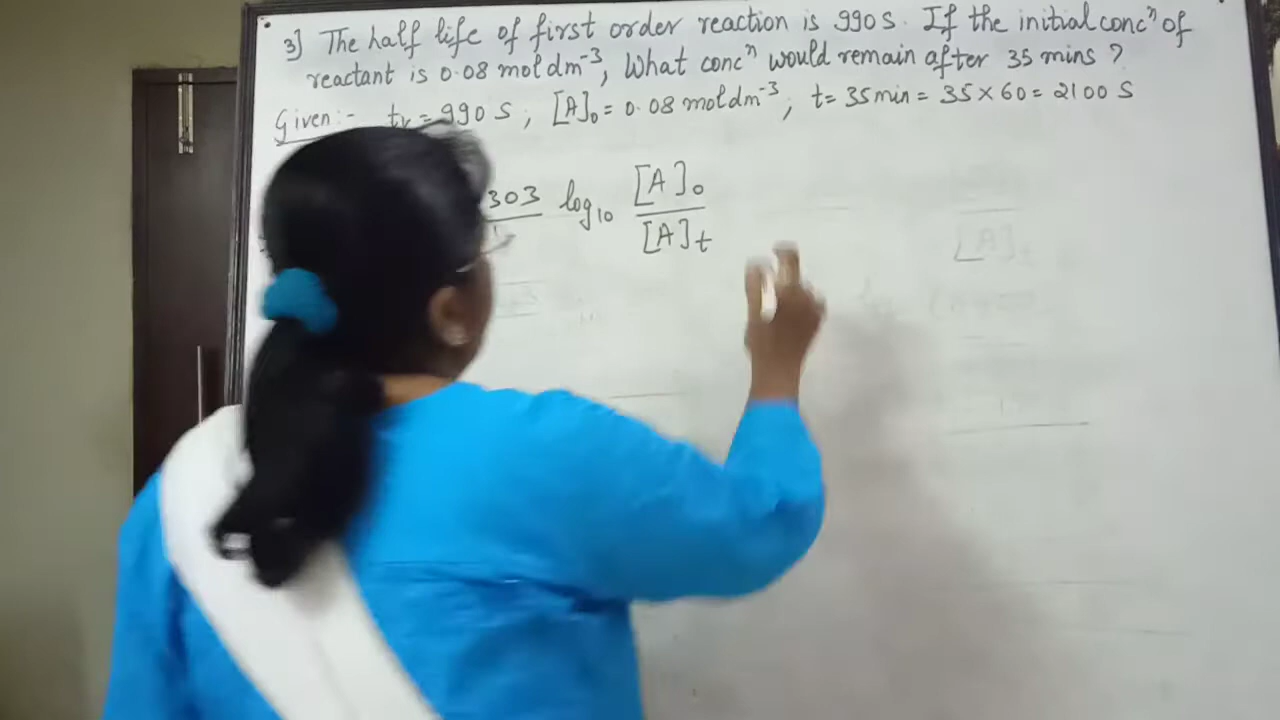 3] The half life of first order reaction is 990 s. If the initial concⁿ of
reactant is 0.08 mol dm⁻³, What concⁿ would remain after 35 mins ?
Given :- t = 990 s ; [A]₀ = 0.08 mol dm⁻³ ; t = 35 min = 35 × 60 = 2100 s
303 log₁₀ [A]₀
[A]t